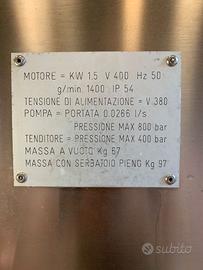 MOTORE = KW 1.5 V 400 Hz 50
g/min. 1400 IP 54
TENSIONE DI ALIMENTAZIONE = V 380
POMPA = PORTATA 0.0266 l/s
PRESSIONE MAX 800 bar
TENDITORE = PRESSIONE MAX 400 bar
MASSA A VUOTO Kg 67
MASSA CON SERBATOIO PIENO Kg 97
subito